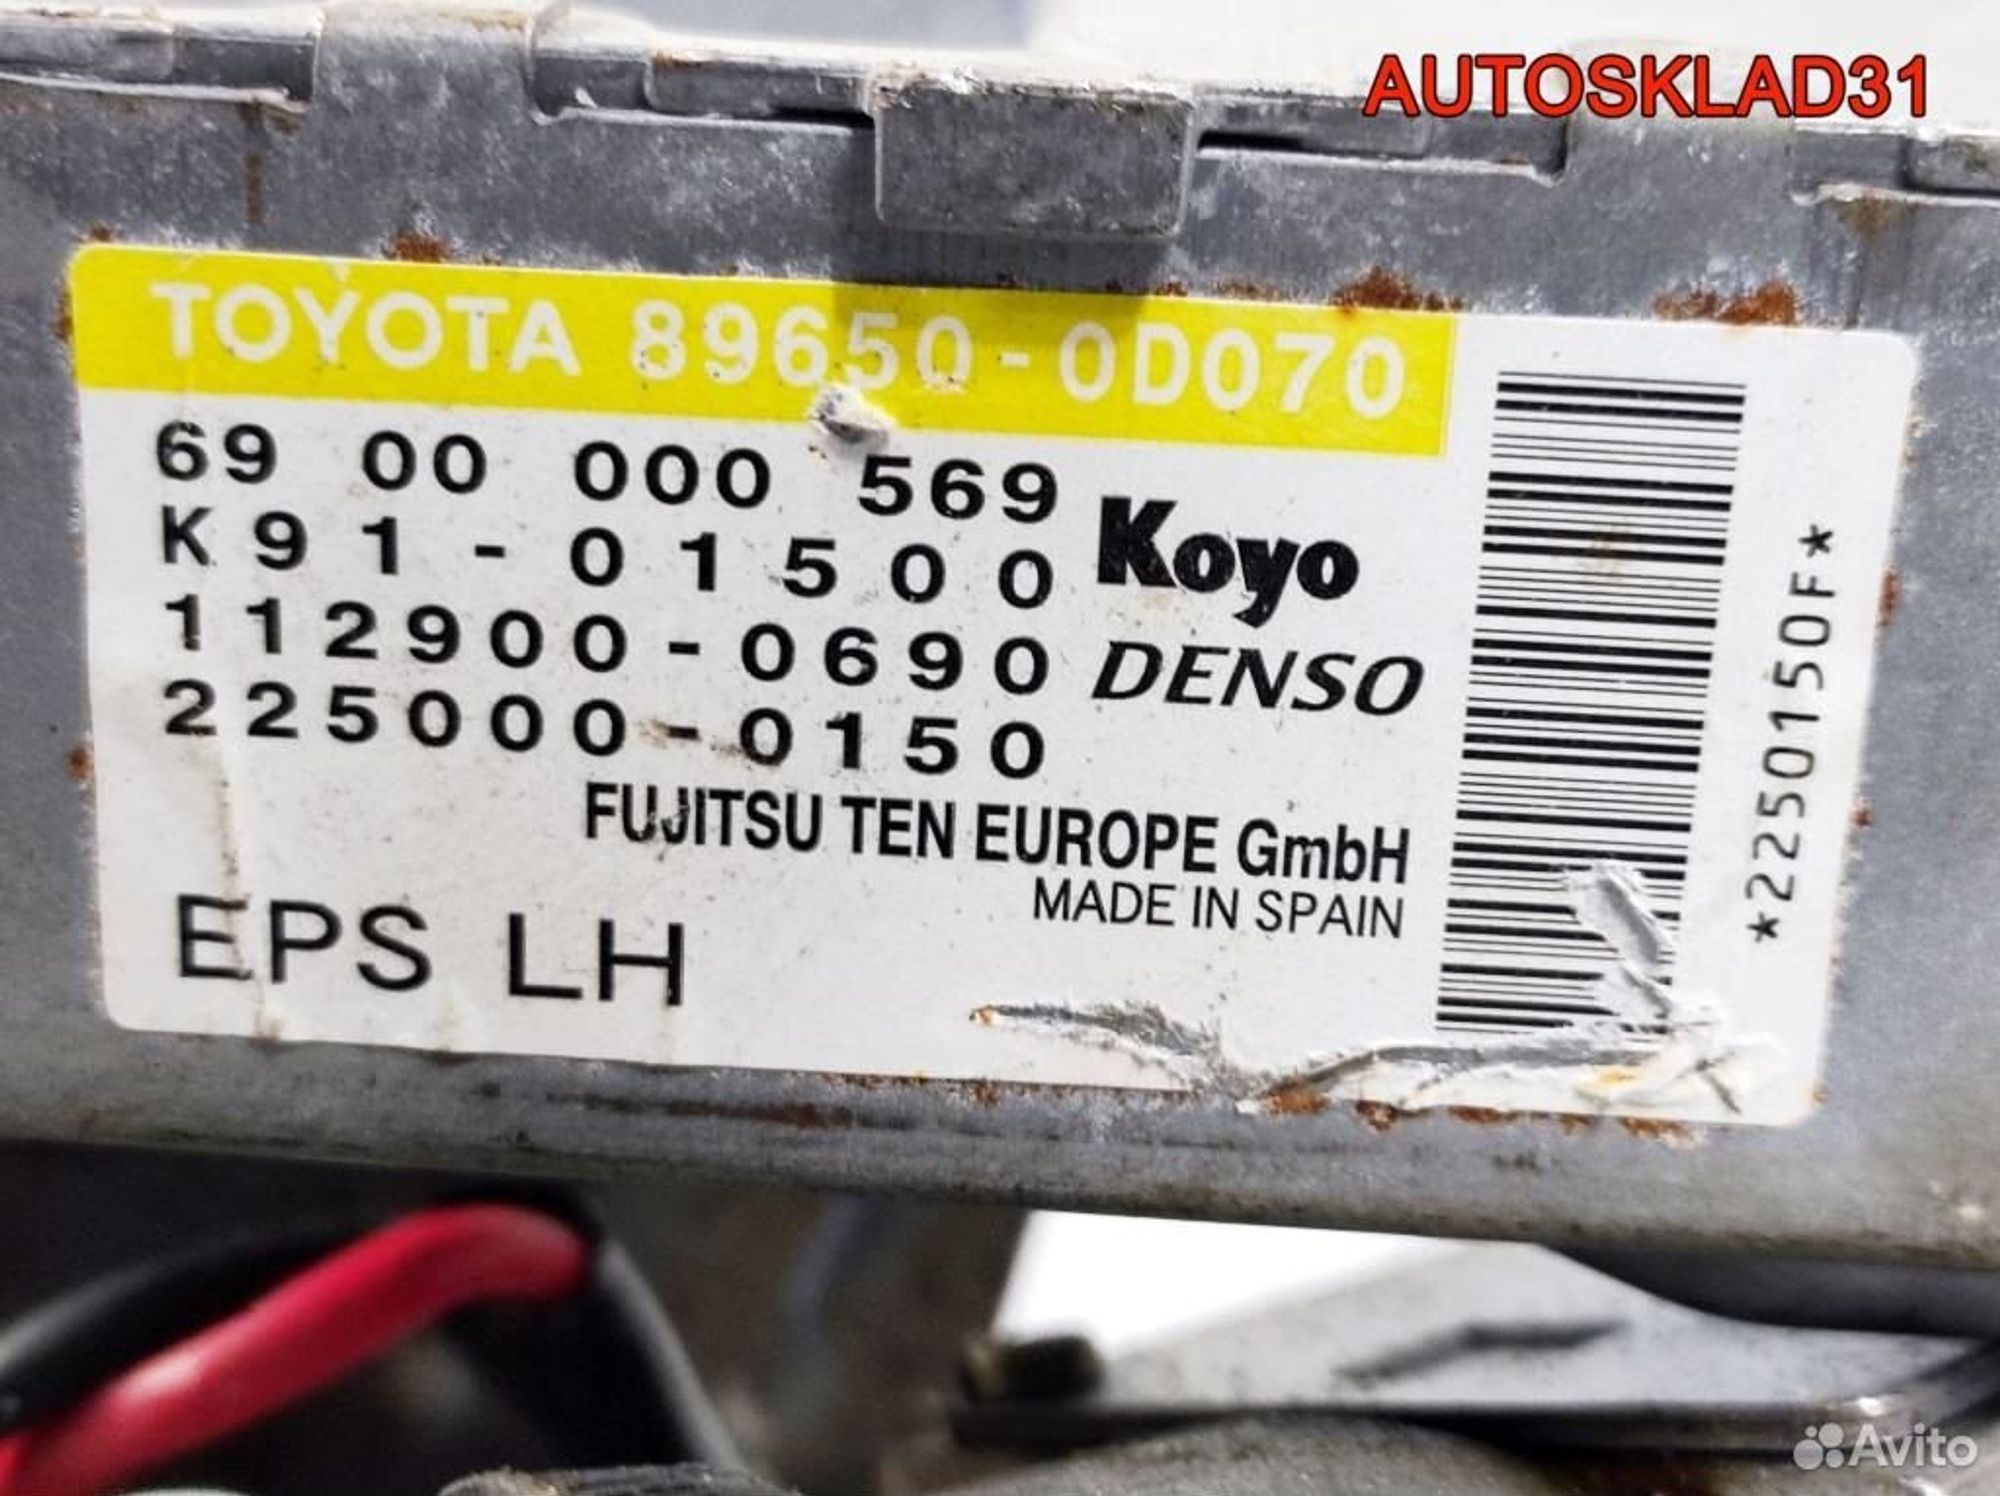 AUTOSKLAD31
TOYOTA 89650-0D070
69 00 000 569
K91-01500 Koyo
112900-0690 DENSO
225000-0150
FUJITSU TEN EUROPE GmbH
MADE IN SPAIN
EPS LH
*2250150F*
Avito